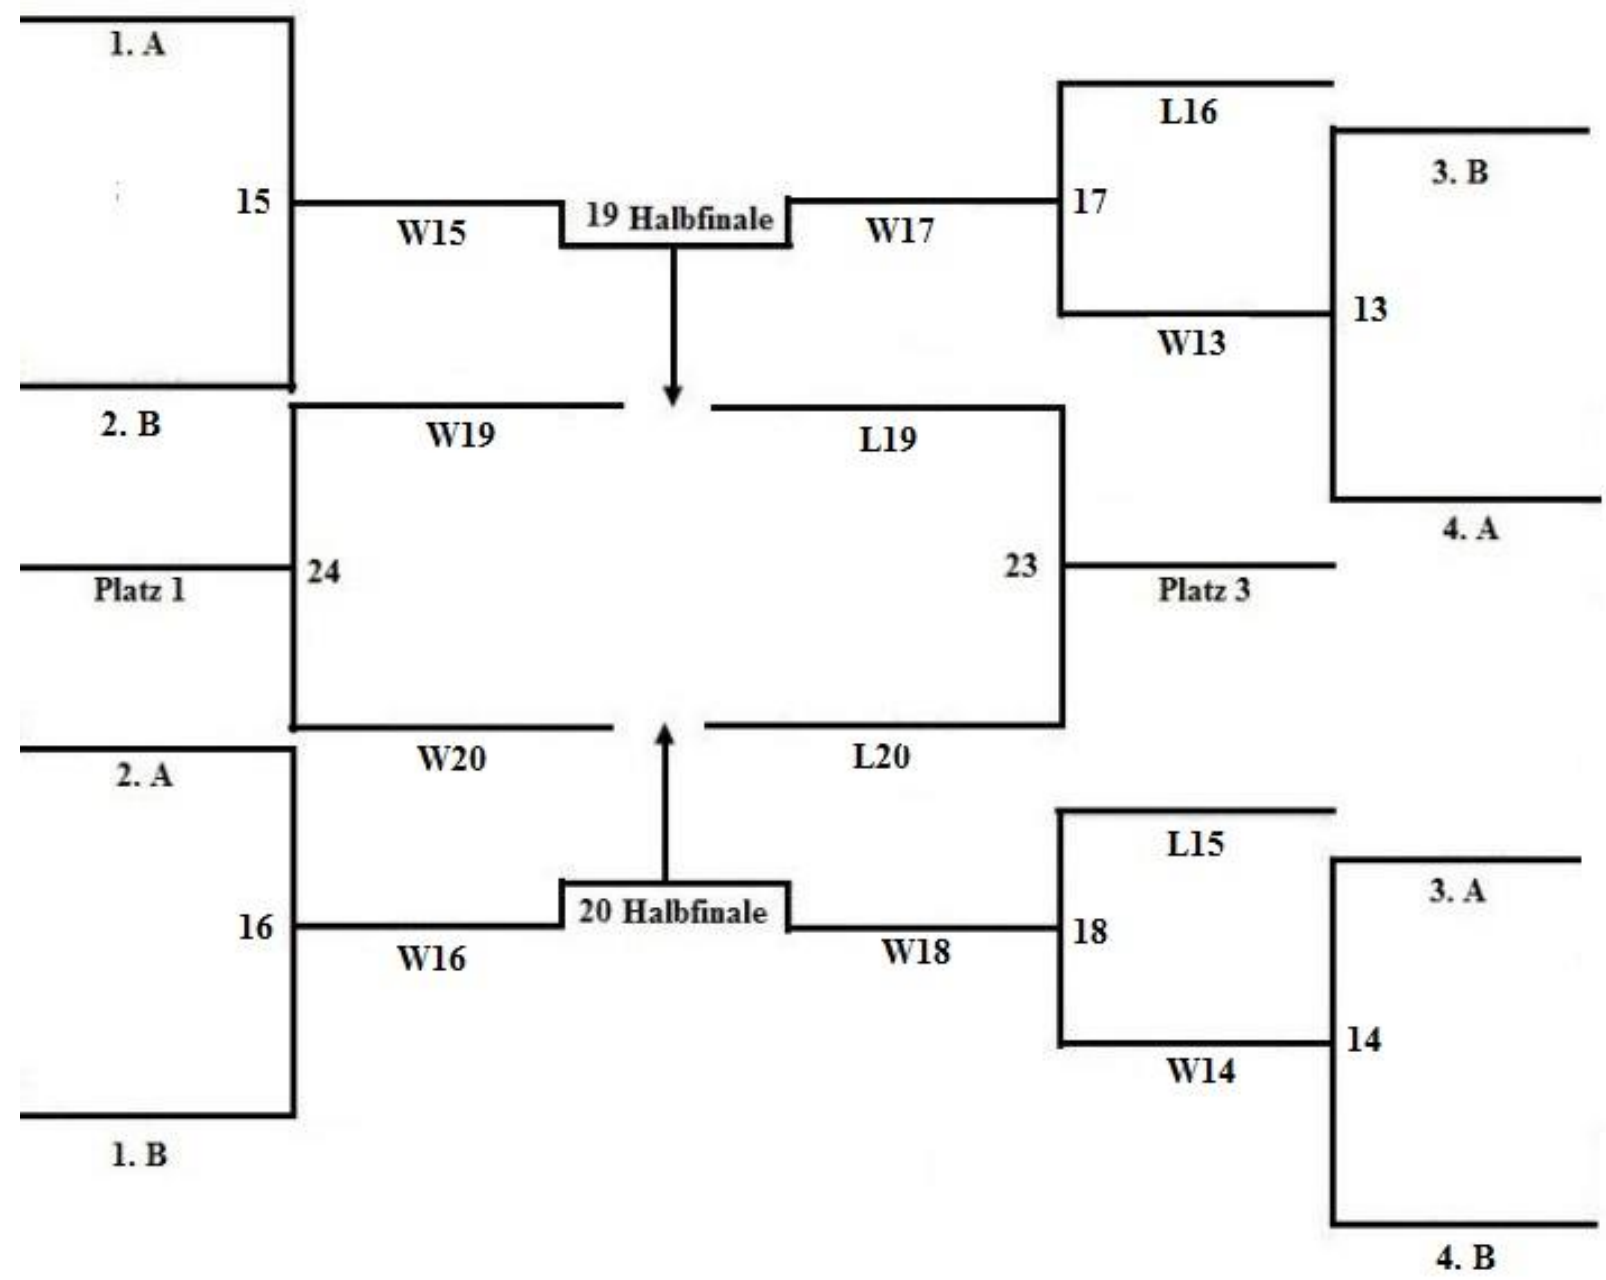 1. A
L16
3. B
15
19 Halbfinale
17
W15
W17
13
W13
2. B
W19
L19
4. A
24
23
Platz 1
Platz 3
W20
L20
2. A
L15
3. A
16
20 Halbfinale
18
W16
W18
14
W14
1. B
4. B